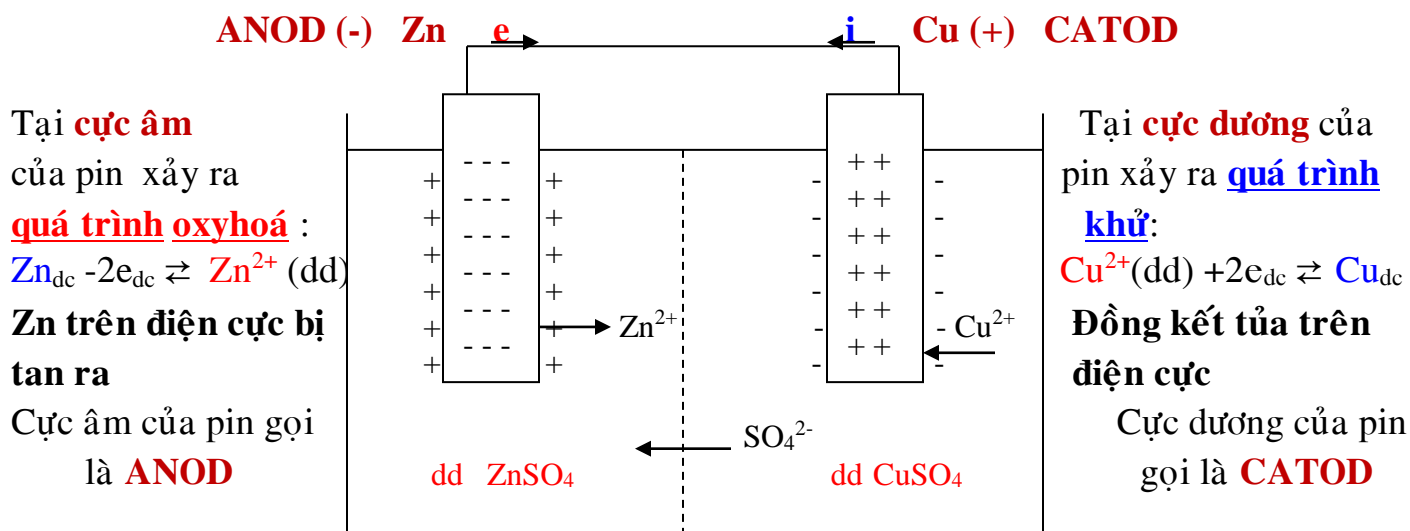 ANOD (-) Zn e i Cu (+) CATOD
Tại cực âm
của pin xảy ra
quá trình oxyhoá :
Zndc -2edc ⇄ Zn²⁺ (dd)
Zn trên điện cực bị
tan ra
Cực âm của pin gọi
là ANOD
- - -
- - -
- - -
- - -
- - -
- - -
+ +
+ +
+ +
+ +
+ +
+ +
Zn²⁺
SO₄²⁻
dd ZnSO₄
+ +
+ +
+ +
+ +
+ +
+ +
- -
- -
- -
- -
- -
- -
Cu²⁺
dd CuSO₄
Tại cực dương của
pin xảy ra quá trình
khử:
Cu²⁺(dd) +2edc ⇄ Cudc
Đồng kết tủa trên
điện cực
Cực dương của pin
gọi là CATOD